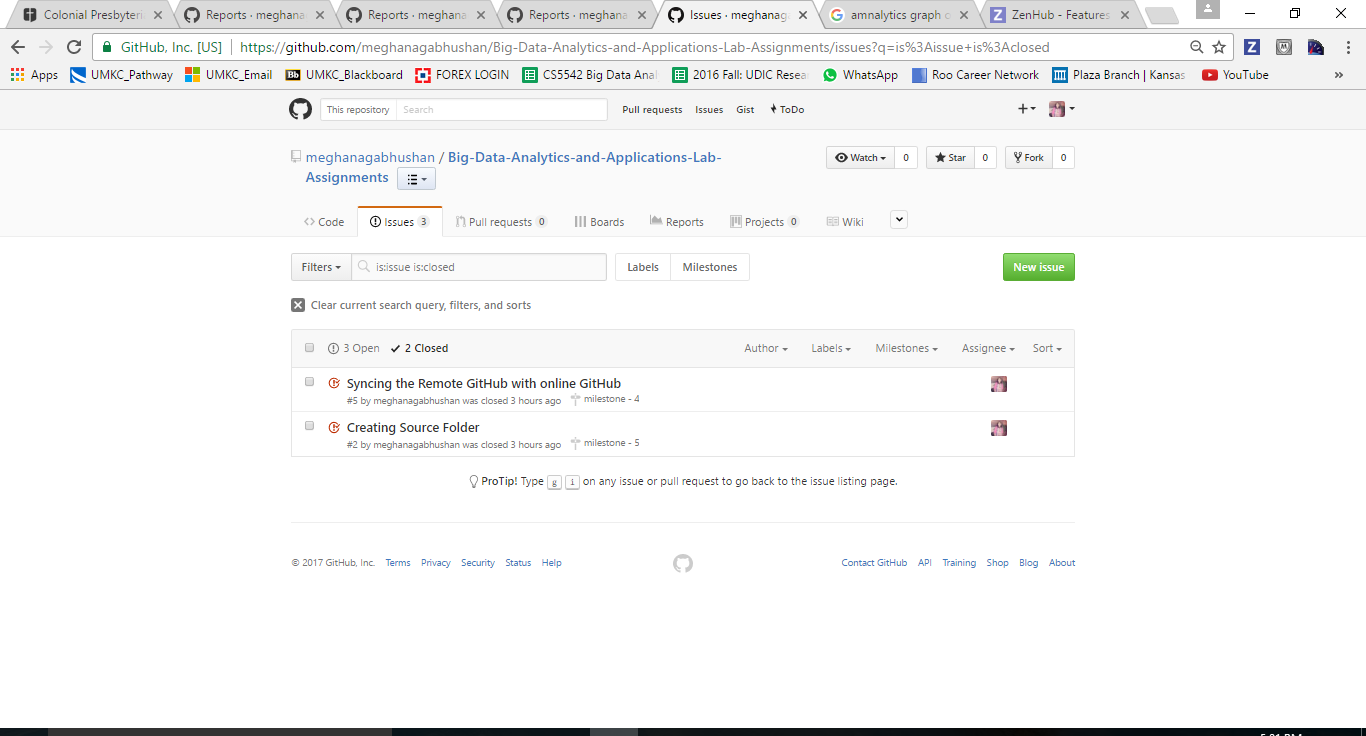 Colonial Presbyteri
Reports · meghana
Reports · meghana
Reports · meghana
Issues · meghanaga
amnalytics graph c
ZenHub - Features
GitHub, Inc. [US] https://github.com/meghanagabhushan/Big-Data-Analytics-and-Applications-Lab-Assignments/issues?q=is%3Aissue+is%3Aclosed
Apps UMKC_Pathway UMKC_Email Bb UMKC_Blackboard FOREX LOGIN CS5542 Big Data Anal 2016 Fall: UDIC Resea WhatsApp Roo Career Network Plaza Branch | Kansas YouTube »
This repository Search Pull requests Issues Gist ToDo
meghanagabhushan / Big-Data-Analytics-and-Applications-Lab-
Assignments
Watch 0 Star 0 Fork 0
Code Issues 3 Pull requests 0 Boards Reports Projects 0 Wiki
Filters is:issue is:closed Labels Milestones New issue
Clear current search query, filters, and sorts
3 Open 2 Closed Author Labels Milestones Assignee Sort
Syncing the Remote GitHub with online GitHub
#5 by meghanagabhushan was closed 3 hours ago milestone - 4
Creating Source Folder
#2 by meghanagabhushan was closed 3 hours ago milestone - 5
ProTip! Type g i on any issue or pull request to go back to the issue listing page.
© 2017 GitHub, Inc. Terms Privacy Security Status Help Contact GitHub API Training Shop Blog About